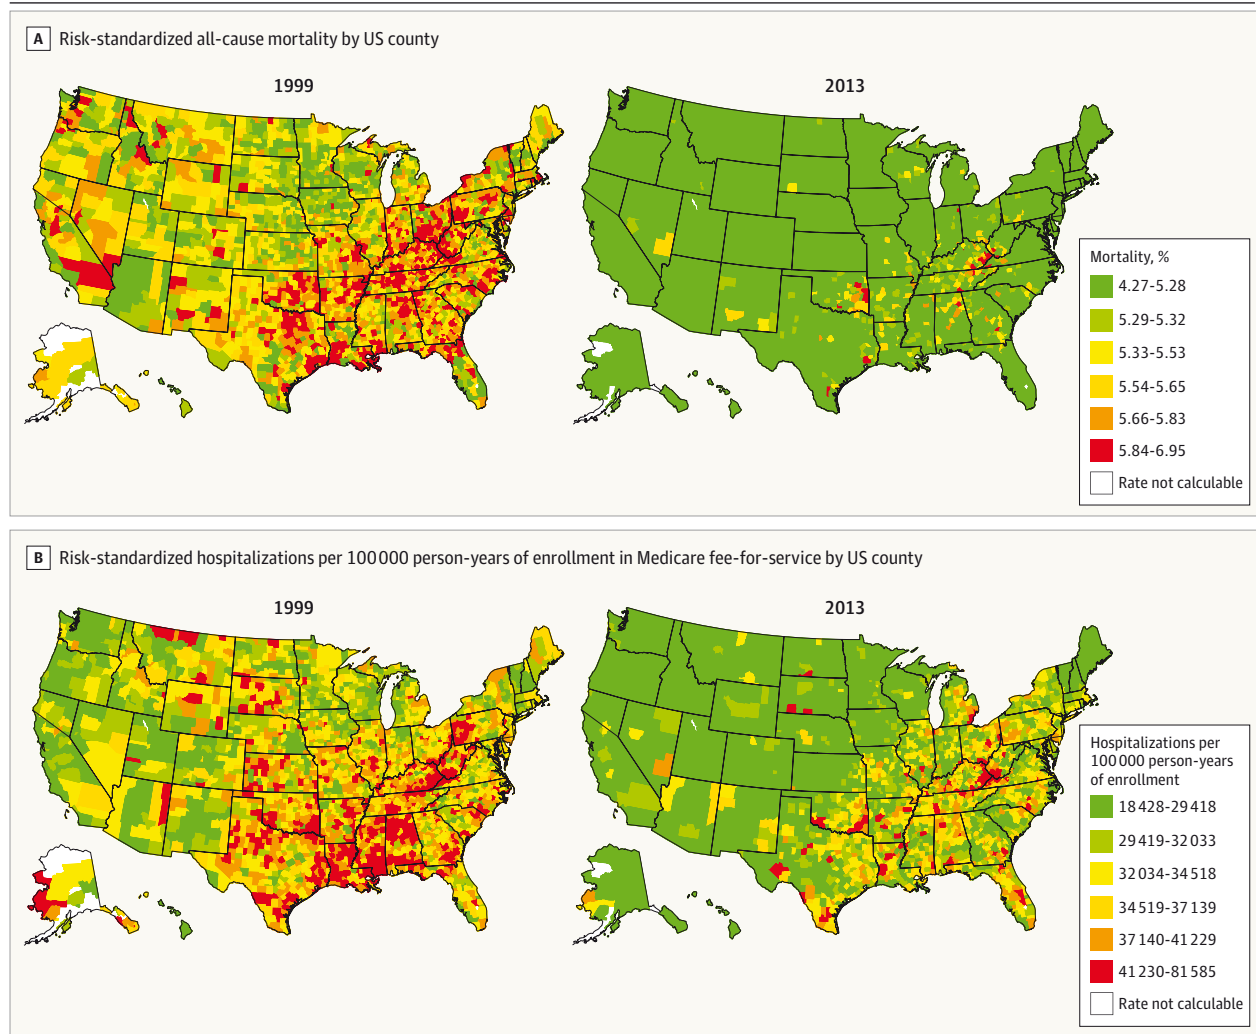 A Risk-standardized all-cause mortality by US county
1999
2013
Mortality, %
4.27-5.28
5.29-5.32
5.33-5.53
5.54-5.65
5.66-5.83
5.84-6.95
Rate not calculable
B Risk-standardized hospitalizations per 100 000 person-years of enrollment in Medicare fee-for-service by US county
1999
2013
Hospitalizations per
100 000 person-years
of enrollment
18 428-29 418
29 419-32 033
32 034-34 518
34 519-37 139
37 140-41 229
41 230-81 585
Rate not calculable